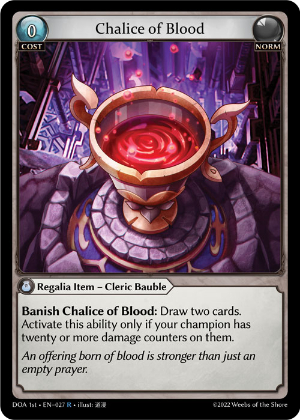 0
Chalice of Blood
COST
NORM
Regalia Item – Cleric Bauble
Banish Chalice of Blood: Draw two cards.
Activate this ability only if your champion has
twenty or more damage counters on them.
An offering born of blood is stronger than just an
empty prayer.
DOA 1st • EN-027 R • illust:
©2022 Weebs of the Shore